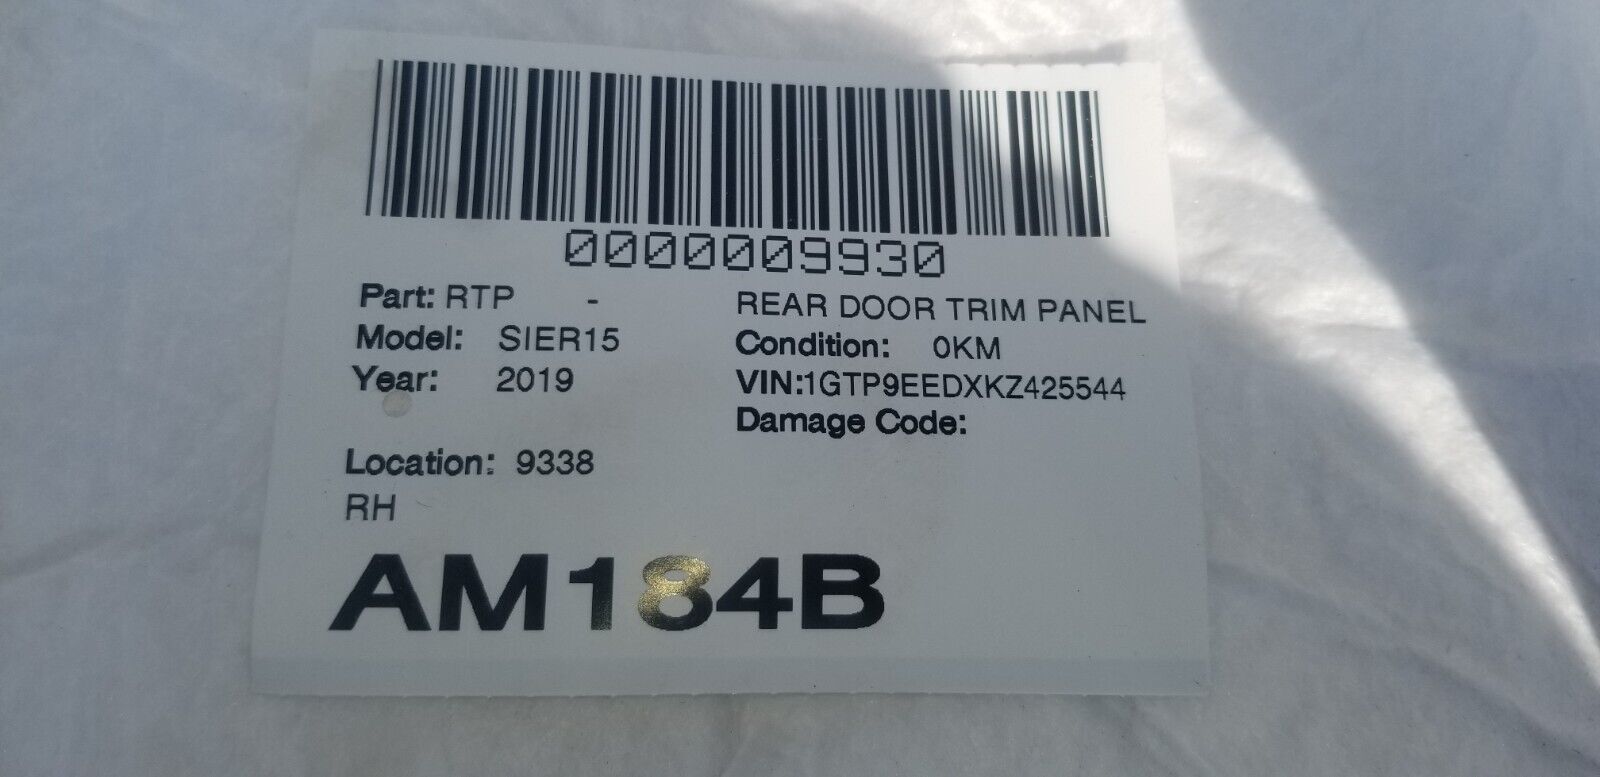 0000009930
Part: RTP - REAR DOOR TRIM PANEL
Model: SIER15 Condition: 0KM
Year: 2019 VIN:1GTP9EEDXKZ425544
Damage Code:
Location: 9338
RH
AM184B